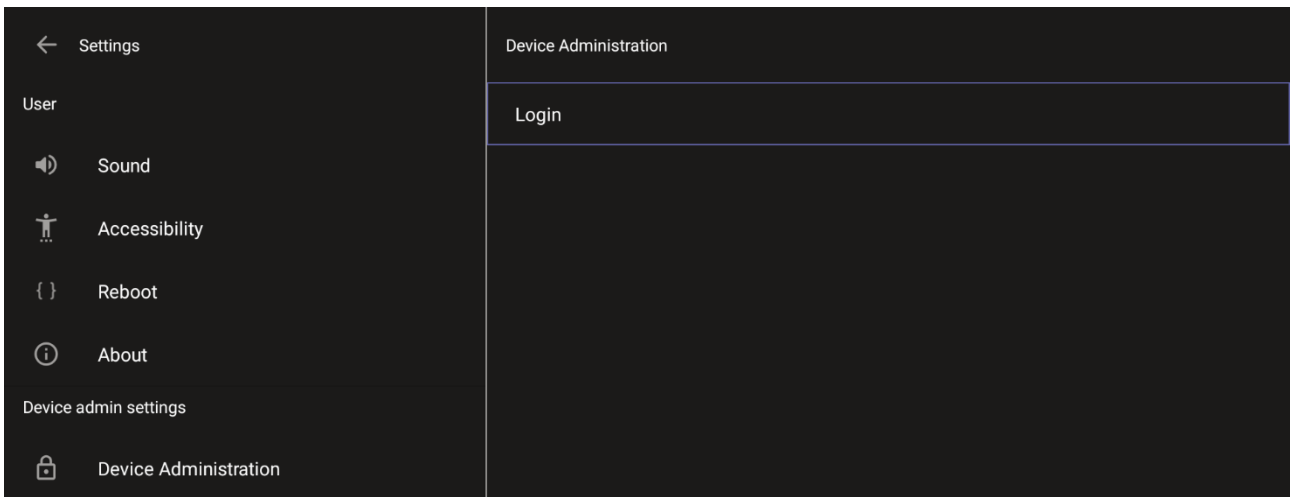 Settings
User
Sound
Accessibility
{ } Reboot
About
Device admin settings
Device Administration
Device Administration
Login